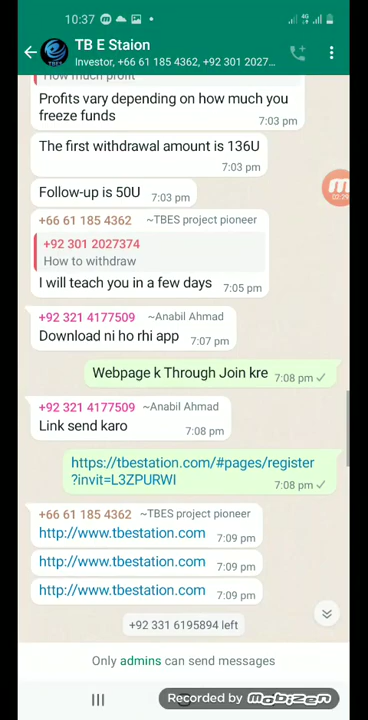 10:37
TB E Staion
Investor, +66 61 185 4362, +92 301 2027...
How much profit
Profits vary depending on how much you
freeze funds
7:03 pm
The first withdrawal amount is 136U
7:03 pm
Follow-up is 50U
7:03 pm
00:29
+66 61 185 4362 ~TBES project pioneer
+92 301 2027374
How to withdraw
I will teach you in a few days
7:05 pm
+92 321 4177509 ~Anabil Ahmad
Download ni ho rhi app
7:07 pm
Webpage k Through Join kre
7:08 pm
+92 321 4177509 ~Anabil Ahmad
Link send karo
7:08 pm
https://tbestation.com/#pages/register
?invit=L3ZPURWI
7:08 pm
+66 61 185 4362 ~TBES project pioneer
http://www.tbestation.com
7:09 pm
http://www.tbestation.com
7:09 pm
http://www.tbestation.com
7:09 pm
+92 331 6195894 left
Only admins can send messages
Recorded by mobizen